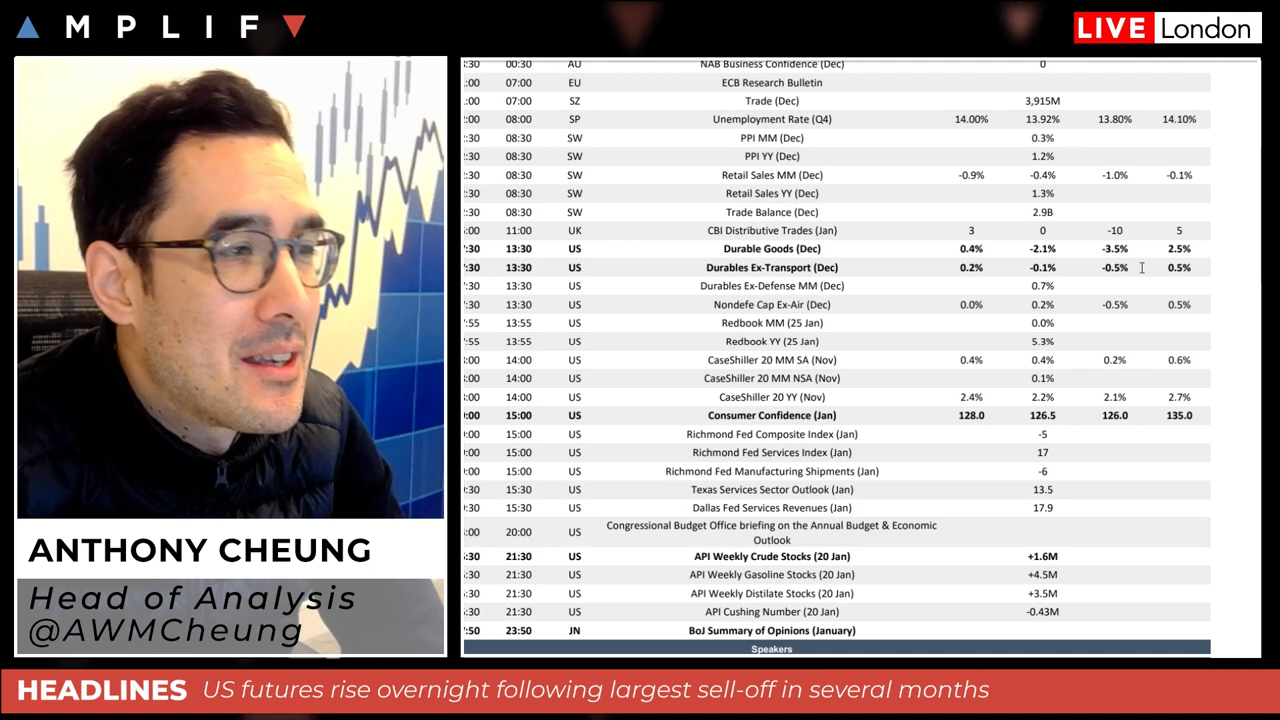 AMPLIFY
LIVE London
:30 00:30 AU NAB Business Confidence (Dec) 0
:00 07:00 EU ECB Research Bulletin
:00 07:00 SZ Trade (Dec) 3,915M
:00 08:00 SP Unemployment Rate (Q4) 14.00% 13.92% 13.80% 14.10%
:30 08:30 SW PPI MM (Dec) 0.3%
:30 08:30 SW PPI YY (Dec) 1.2%
:30 08:30 SW Retail Sales MM (Dec) -0.9% -0.4% -1.0% -0.1%
:30 08:30 SW Retail Sales YY (Dec) 1.3%
:30 08:30 SW Trade Balance (Dec) 2.9B
:00 11:00 UK CBI Distributive Trades (Jan) 3 0 -10 5
:30 13:30 US Durable Goods (Dec) 0.4% -2.1% -3.5% 2.5%
:30 13:30 US Durables Ex-Transport (Dec) 0.2% -0.1% -0.5% 0.5%
:30 13:30 US Durables Ex-Defense MM (Dec) 0.7%
:30 13:30 US Nondefe Cap Ex-Air (Dec) 0.0% 0.2% -0.5% 0.5%
:55 13:55 US Redbook MM (25 Jan) 0.0%
:55 13:55 US Redbook YY (25 Jan) 5.3%
:00 14:00 US CaseShiller 20 MM SA (Nov) 0.4% 0.4% 0.2% 0.6%
:00 14:00 US CaseShiller 20 MM NSA (Nov) 0.1%
:00 14:00 US CaseShiller 20 YY (Nov) 2.4% 2.2% 2.1% 2.7%
:00 15:00 US Consumer Confidence (Jan) 128.0 126.5 126.0 135.0
:00 15:00 US Richmond Fed Composite Index (Jan) -5
:00 15:00 US Richmond Fed Services Index (Jan) 17
:00 15:00 US Richmond Fed Manufacturing Shipments (Jan) -6
:30 15:30 US Texas Services Sector Outlook (Jan) 13.5
:30 15:30 US Dallas Fed Services Revenues (Jan) 17.9
:00 20:00 US Congressional Budget Office briefing on the Annual Budget & Economic
Outlook
:30 21:30 US API Weekly Crude Stocks (20 Jan) +1.6M
:30 21:30 US API Weekly Gasoline Stocks (20 Jan) +4.5M
:30 21:30 US API Weekly Distilate Stocks (20 Jan) +3.5M
:30 21:30 US API Cushing Number (20 Jan) -0.43M
:50 23:50 JN BoJ Summary of Opinions (January)
Speakers
ANTHONY CHEUNG
Head of Analysis
@AWMCheung
HEADLINES US futures rise overnight following largest sell-off in several months